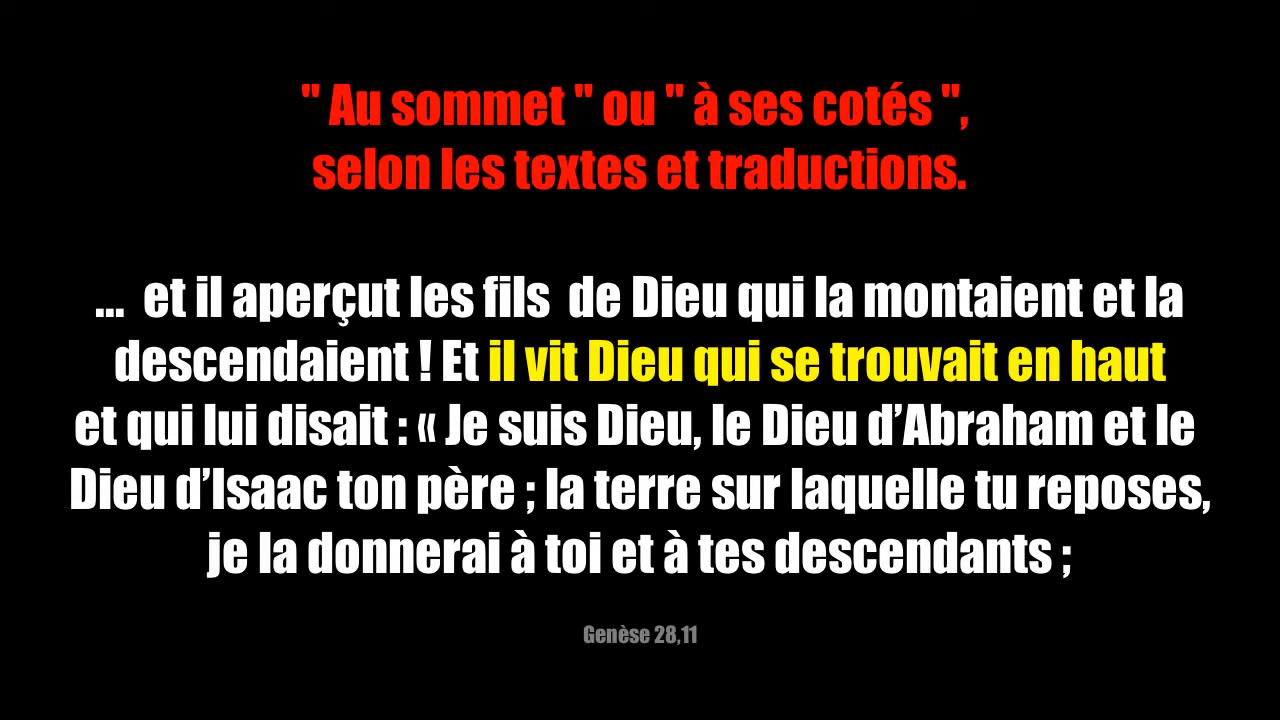 " Au sommet " ou " à ses cotés ",
selon les textes et traductions.
... et il aperçut les fils de Dieu qui la montaient et la
descendaient ! Et il vit Dieu qui se trouvait en haut
et qui lui disait : « Je suis Dieu, le Dieu d’Abraham et le
Dieu d’Isaac ton père ; la terre sur laquelle tu reposes,
je la donnerai à toi et à tes descendants ;
Genèse 28,11